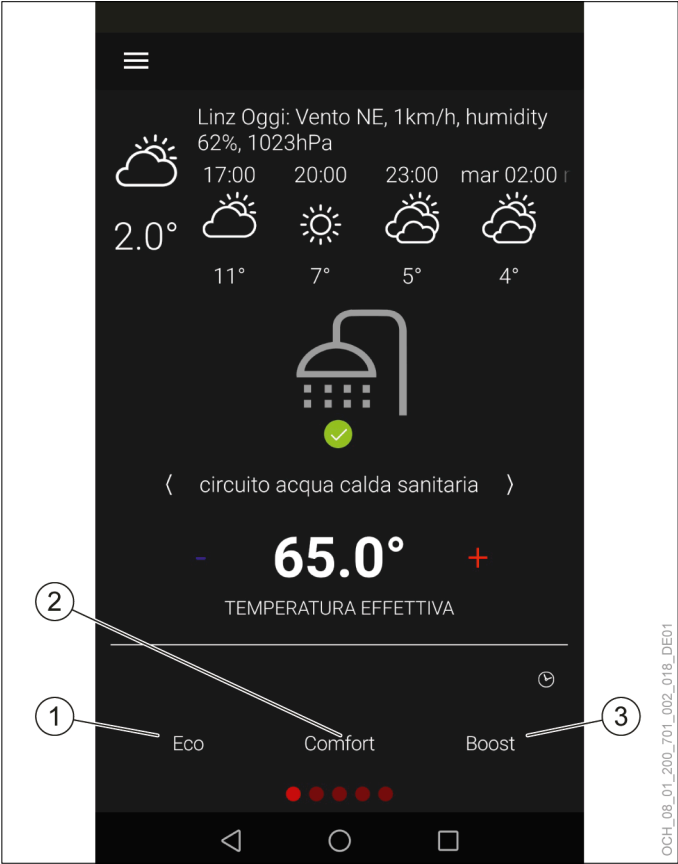 Linz Oggi: Vento NE, 1km/h, humidity
62%, 1023hPa
17:00 20:00 23:00 mar 02:00
2.0°
11° 7° 5° 4°
‹ circuito acqua calda sanitaria ›
- 65.0° +
TEMPERATURA EFFETTIVA
2
1
3
Eco Comfort Boost
OCH_08_01_200_701_002_018_DE01